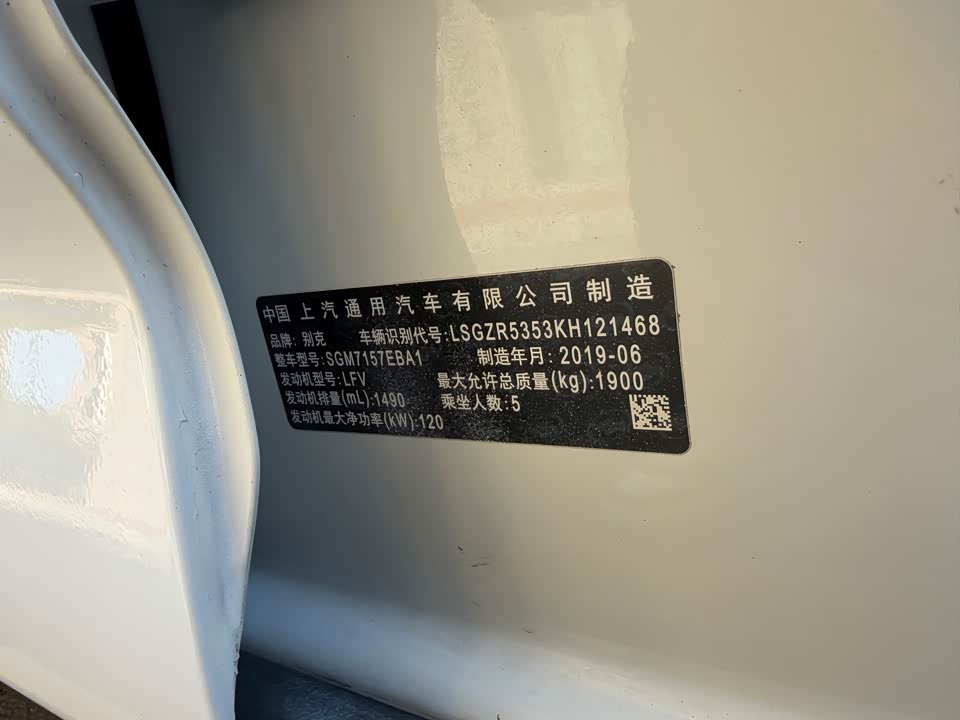 中国 上汽通用汽车有限公司制造
品牌: 别克 车辆识别代号:LSGZR5353KH121468
整车型号:SGM7157EBA1 制造年月: 2019-06
发动机型号:LFV 最大允许总质量(kg):1900
发动机排量(mL):1490 乘坐人数:5
发动机最大净功率(kW):120